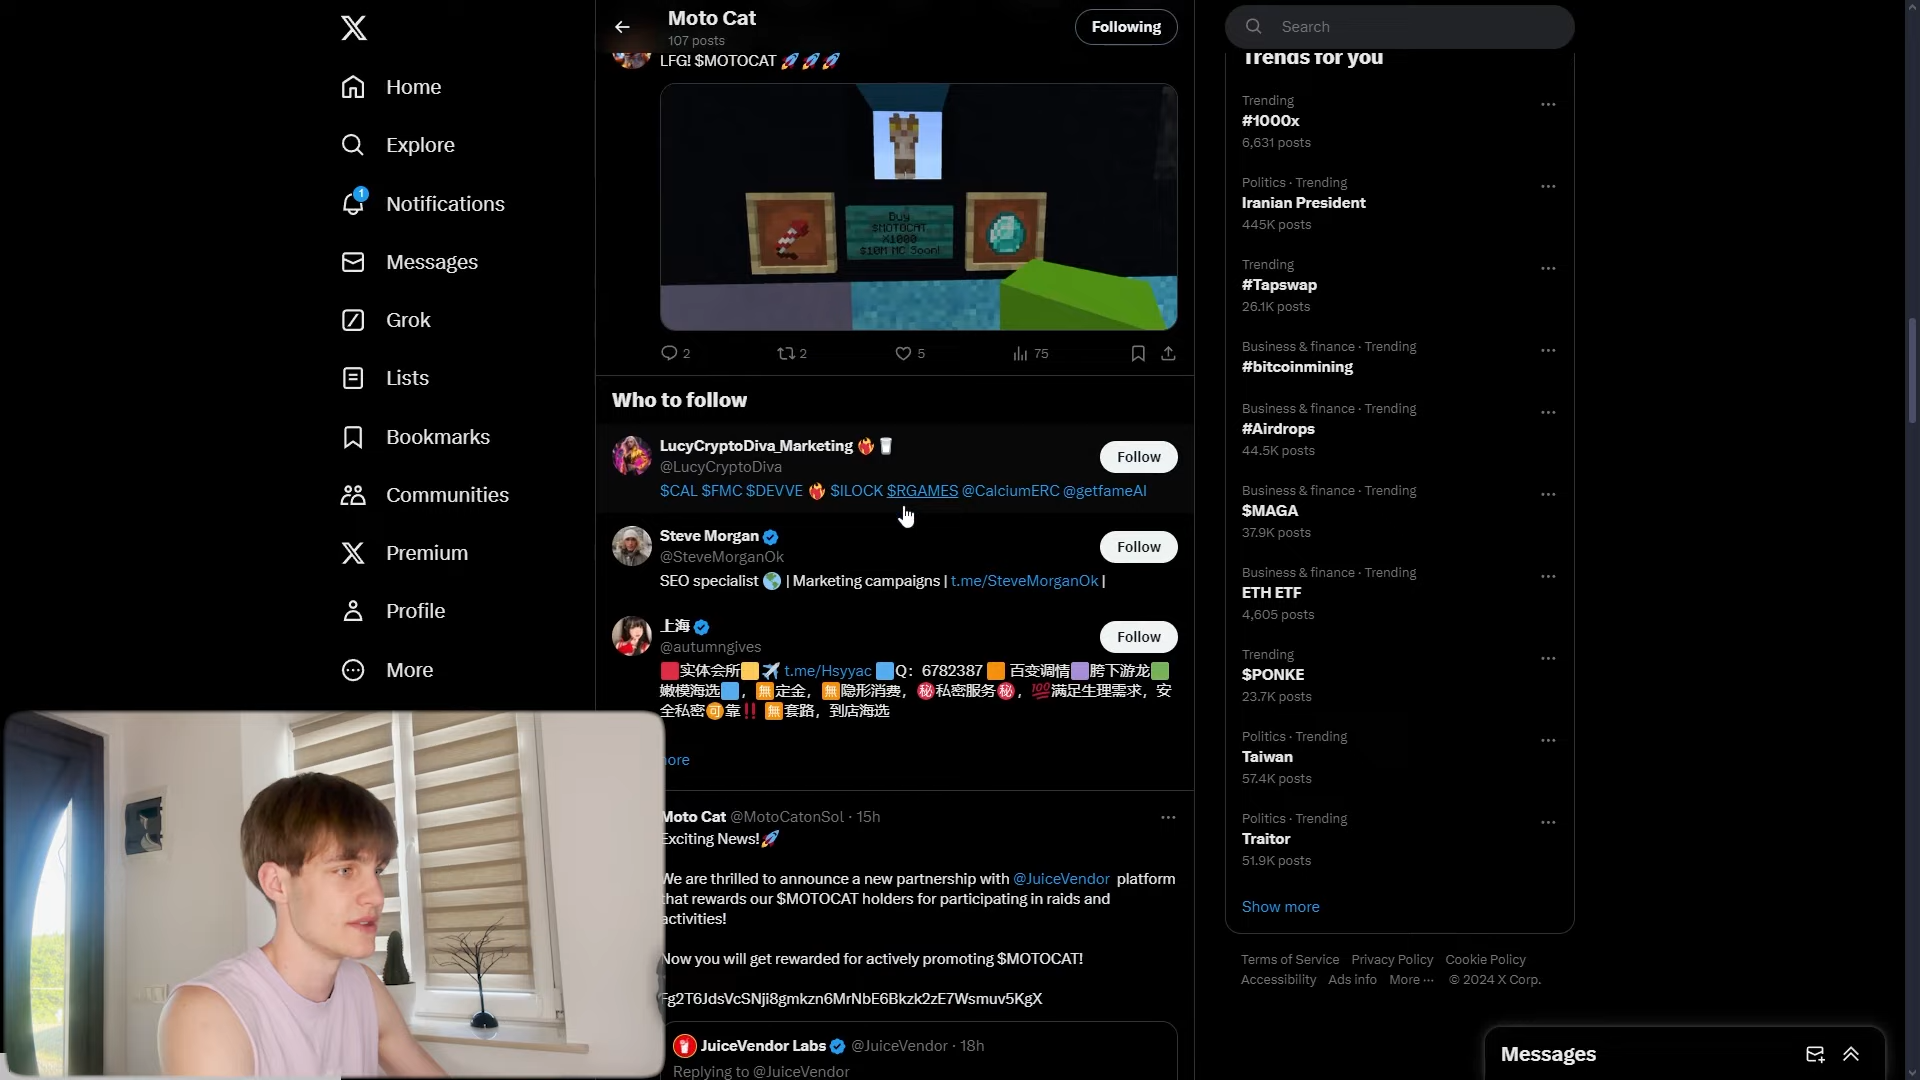 Moto Cat
107 posts
Following
Search
Home
Explore
1
Notifications
Messages
Grok
Lists
Bookmarks
Communities
Premium
Profile
More
LFG! $MOTOCAT 🚀🚀🚀
Buy
$MOTOCAT
X1000
$10M MC Soon!
2
2
5
75
Who to follow
LucyCryptoDiva_Marketing ❤️‍🔥🥛
@LucyCryptoDiva
Follow
$CAL $FMC $DEVVE ❤️‍🔥 $ILOCK $RGAMES @CalciumERC @getfameAI
Steve Morgan
@SteveMorganOk
Follow
SEO specialist 🌎 | Marketing campaigns | t.me/SteveMorganOk |
上海
@autumngives
Follow
🟥实体会所🟨✈️ t.me/Hsyyac 🟦Q：6782387 🟧 百变调情🟪胯下游龙🟩
嫩模海选🟦，🈚定金，🈚隐形消费，㊙私密服务㊙，💯满足生理需求，安
全私密🉑靠‼️ 🈚套路，到店海选
ore
Moto Cat @MotoCatonSol · 15h
Exciting News!🚀
We are thrilled to announce a new partnership with @JuiceVendor platform
that rewards our $MOTOCAT holders for participating in raids and
activities!
Now you will get rewarded for actively promoting $MOTOCAT!
Fg2T6JdsVcSNji8gmkzn6MrNbE6Bkzk2zE7Wsmuv5KgX
JuiceVendor Labs @JuiceVendor · 18h
Replying to @JuiceVendor
Trends for you
Trending
#1000x
6,631 posts
Politics · Trending
Iranian President
445K posts
Trending
#Tapswap
26.1K posts
Business & finance · Trending
#bitcoinmining
Business & finance · Trending
#Airdrops
44.5K posts
Business & finance · Trending
$MAGA
37.9K posts
Business & finance · Trending
ETH ETF
4,605 posts
Trending
$PONKE
23.7K posts
Politics · Trending
Taiwan
57.4K posts
Politics · Trending
Traitor
51.9K posts
Show more
Terms of Service Privacy Policy Cookie Policy
Accessibility Ads info More ··· © 2024 X Corp.
Messages